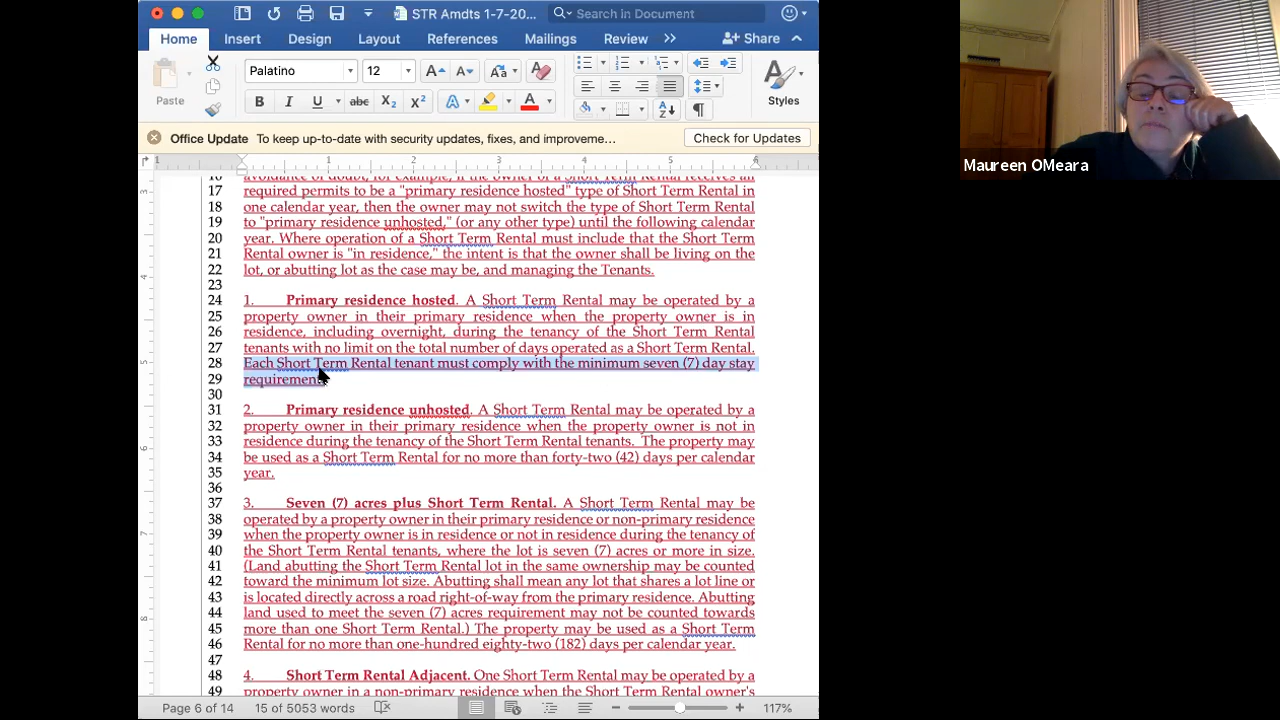 STR Amdts 1-7-20...
Search in Document
Home
Insert
Design
Layout
References
Mailings
Review
>>
Share
Paste
Palatino
12
Styles
Office Update To keep up-to-date with security updates, fixes, and improveme...
Check for Updates
17 required permits to be a "primary residence hosted" type of Short Term Rental in
18 one calendar year, then the owner may not switch the type of Short Term Rental
19 to "primary residence unhosted," (or any other type) until the following calendar
20 year. Where operation of a Short Term Rental must include that the Short Term
21 Rental owner is "in residence," the intent is that the owner shall be living on the
22 lot, or abutting lot as the case may be, and managing the Tenants.
23
24 1. Primary residence hosted. A Short Term Rental may be operated by a
25 property owner in their primary residence when the property owner is in
26 residence, including overnight, during the tenancy of the Short Term Rental
27 tenants with no limit on the total number of days operated as a Short Term Rental.
28 Each Short Term Rental tenant must comply with the minimum seven (7) day stay
29 requirement.
30
31 2. Primary residence unhosted. A Short Term Rental may be operated by a
32 property owner in their primary residence when the property owner is not in
33 residence during the tenancy of the Short Term Rental tenants. The property may
34 be used as a Short Term Rental for no more than forty-two (42) days per calendar
35 year.
36
37 3. Seven (7) acres plus Short Term Rental. A Short Term Rental may be
38 operated by a property owner in their primary residence or non-primary residence
39 when the property owner is in residence or not in residence during the tenancy of
40 the Short Term Rental tenants, where the lot is seven (7) acres or more in size.
41 (Land abutting the Short Term Rental lot in the same ownership may be counted
42 toward the minimum lot size. Abutting shall mean any lot that shares a lot line or
43 is located directly across a road right-of-way from the primary residence. Abutting
44 land used to meet the seven (7) acres requirement may not be counted towards
45 more than one Short Term Rental.) The property may be used as a Short Term
46 Rental for no more than one-hundred eighty-two (182) days per calendar year.
47
48 4. Short Term Rental Adjacent. One Short Term Rental may be operated by a
49 property owner in a non-primary residence when the Short Term Rental owner's
Page 6 of 14
15 of 5053 words
117%
Maureen OMeara